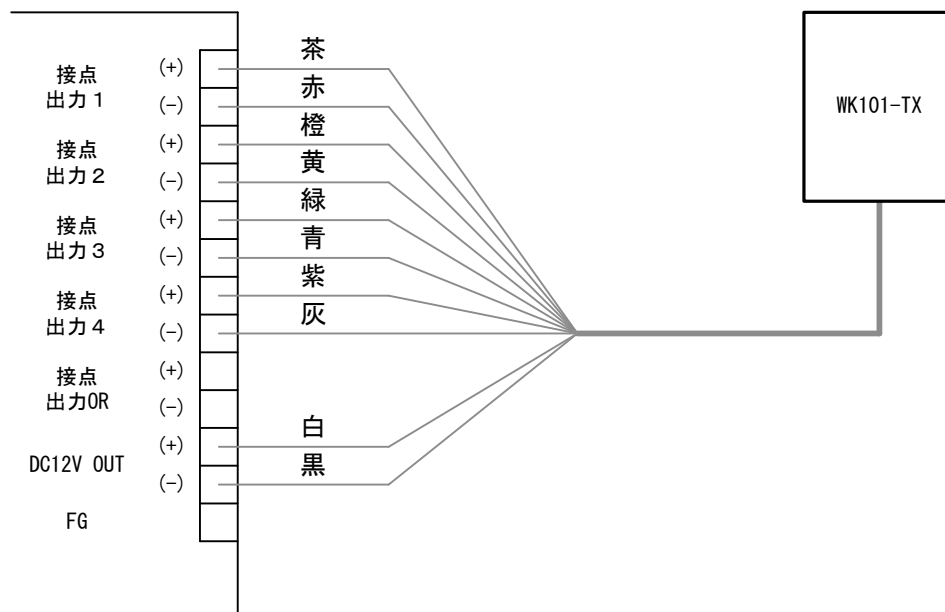 接点
出力１
(+)
(−)
接点
出力２
(+)
(−)
接点
出力３
(+)
(−)
接点
出力４
(+)
(−)
接点
出力OR
(+)
(−)
DC12V OUT
(+)
(−)
FG
茶
赤
橙
黄
緑
青
紫
灰
白
黒
WK101-TX